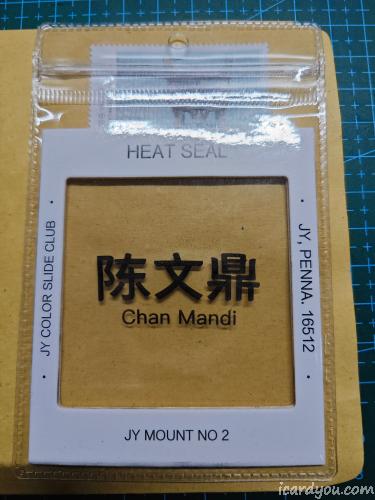 HEAT SEAL
JY COLOR SLIDE CLUB
陈文鼎
Chan Mandi
JY, PENNA. 16512
JY MOUNT NO 2
icardyou.com